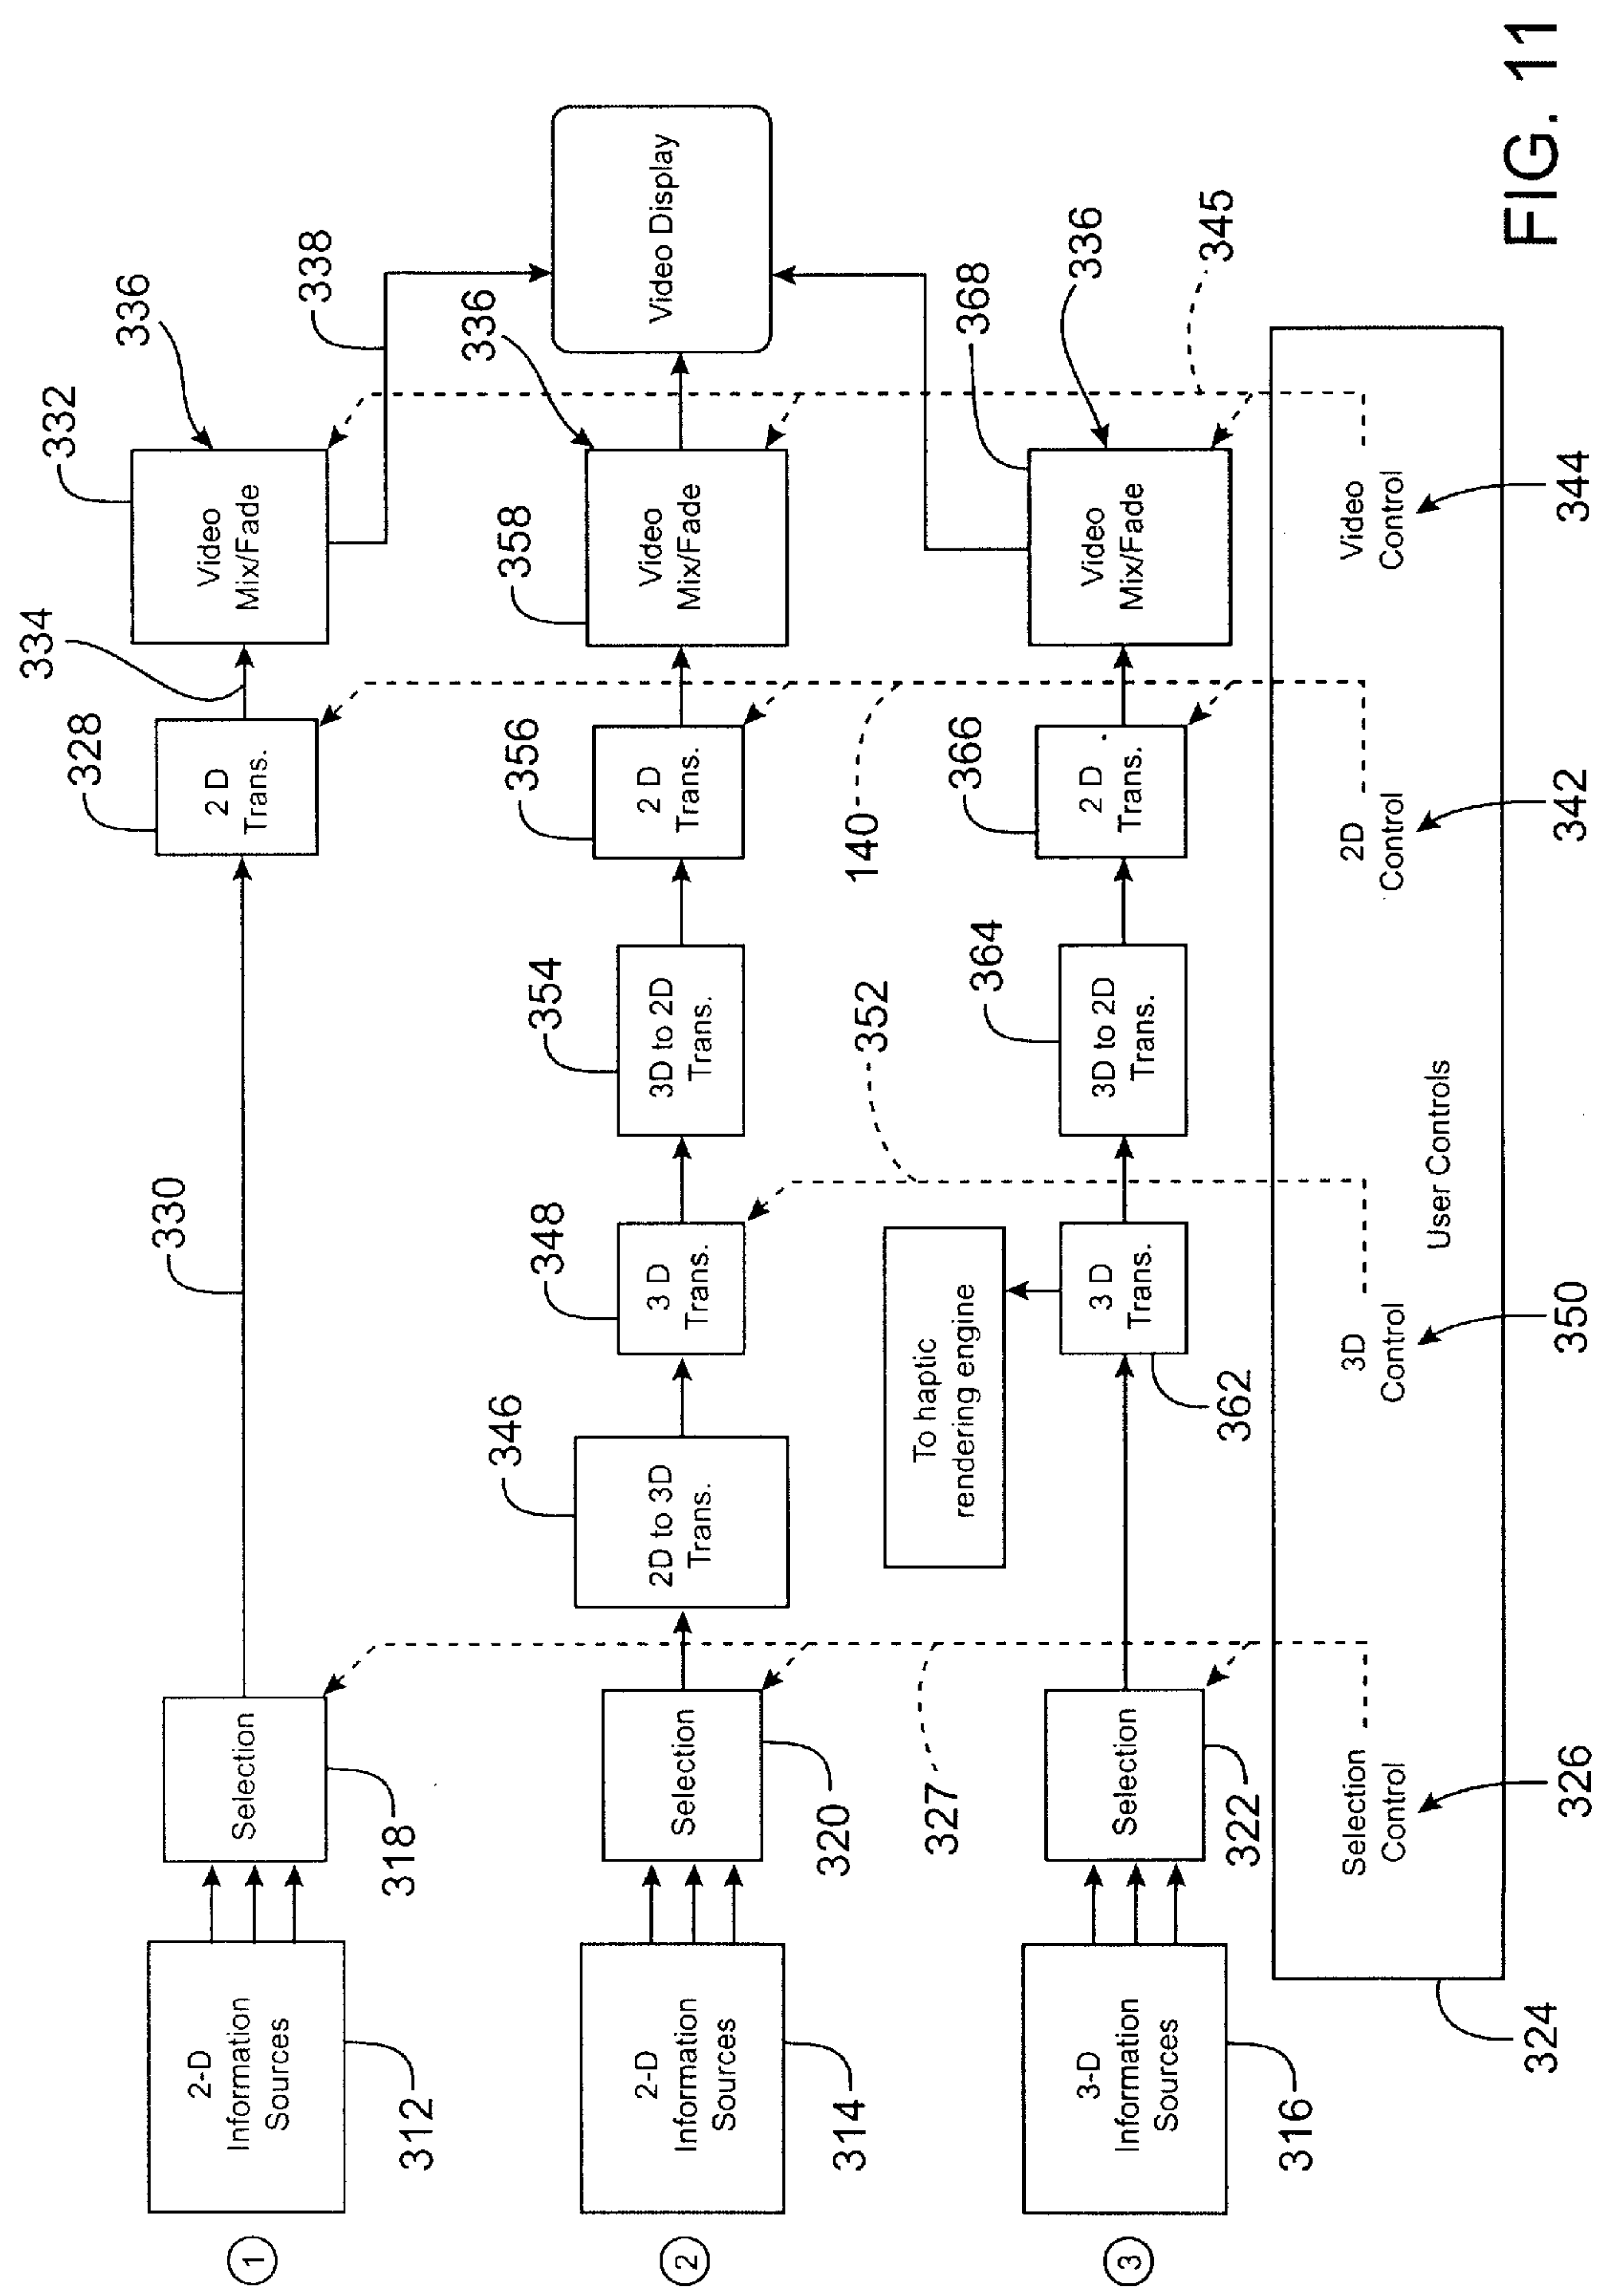 1
2-D
Information
Sources
312
Selection
318
330
2 D
Trans.
328
334
Video
Mix/Fade
332
336
338
2
2-D
Information
Sources
314
Selection
320
2D to 3D
Trans.
346
3 D
Trans.
348
3D to 2D
Trans.
354
2 D
Trans.
356
Video
Mix/Fade
358
336
Video Display
327
To haptic
rendering engine
352
140
3
3-D
Information
Sources
316
Selection
322
3 D
Trans.
362
3D to 2D
Trans.
364
2 D
Trans.
366
Video
Mix/Fade
368
336
345
Selection
Control
326
3D
Control
350
2D
Control
342
Video
Control
344
User Controls
324
FIG. 11